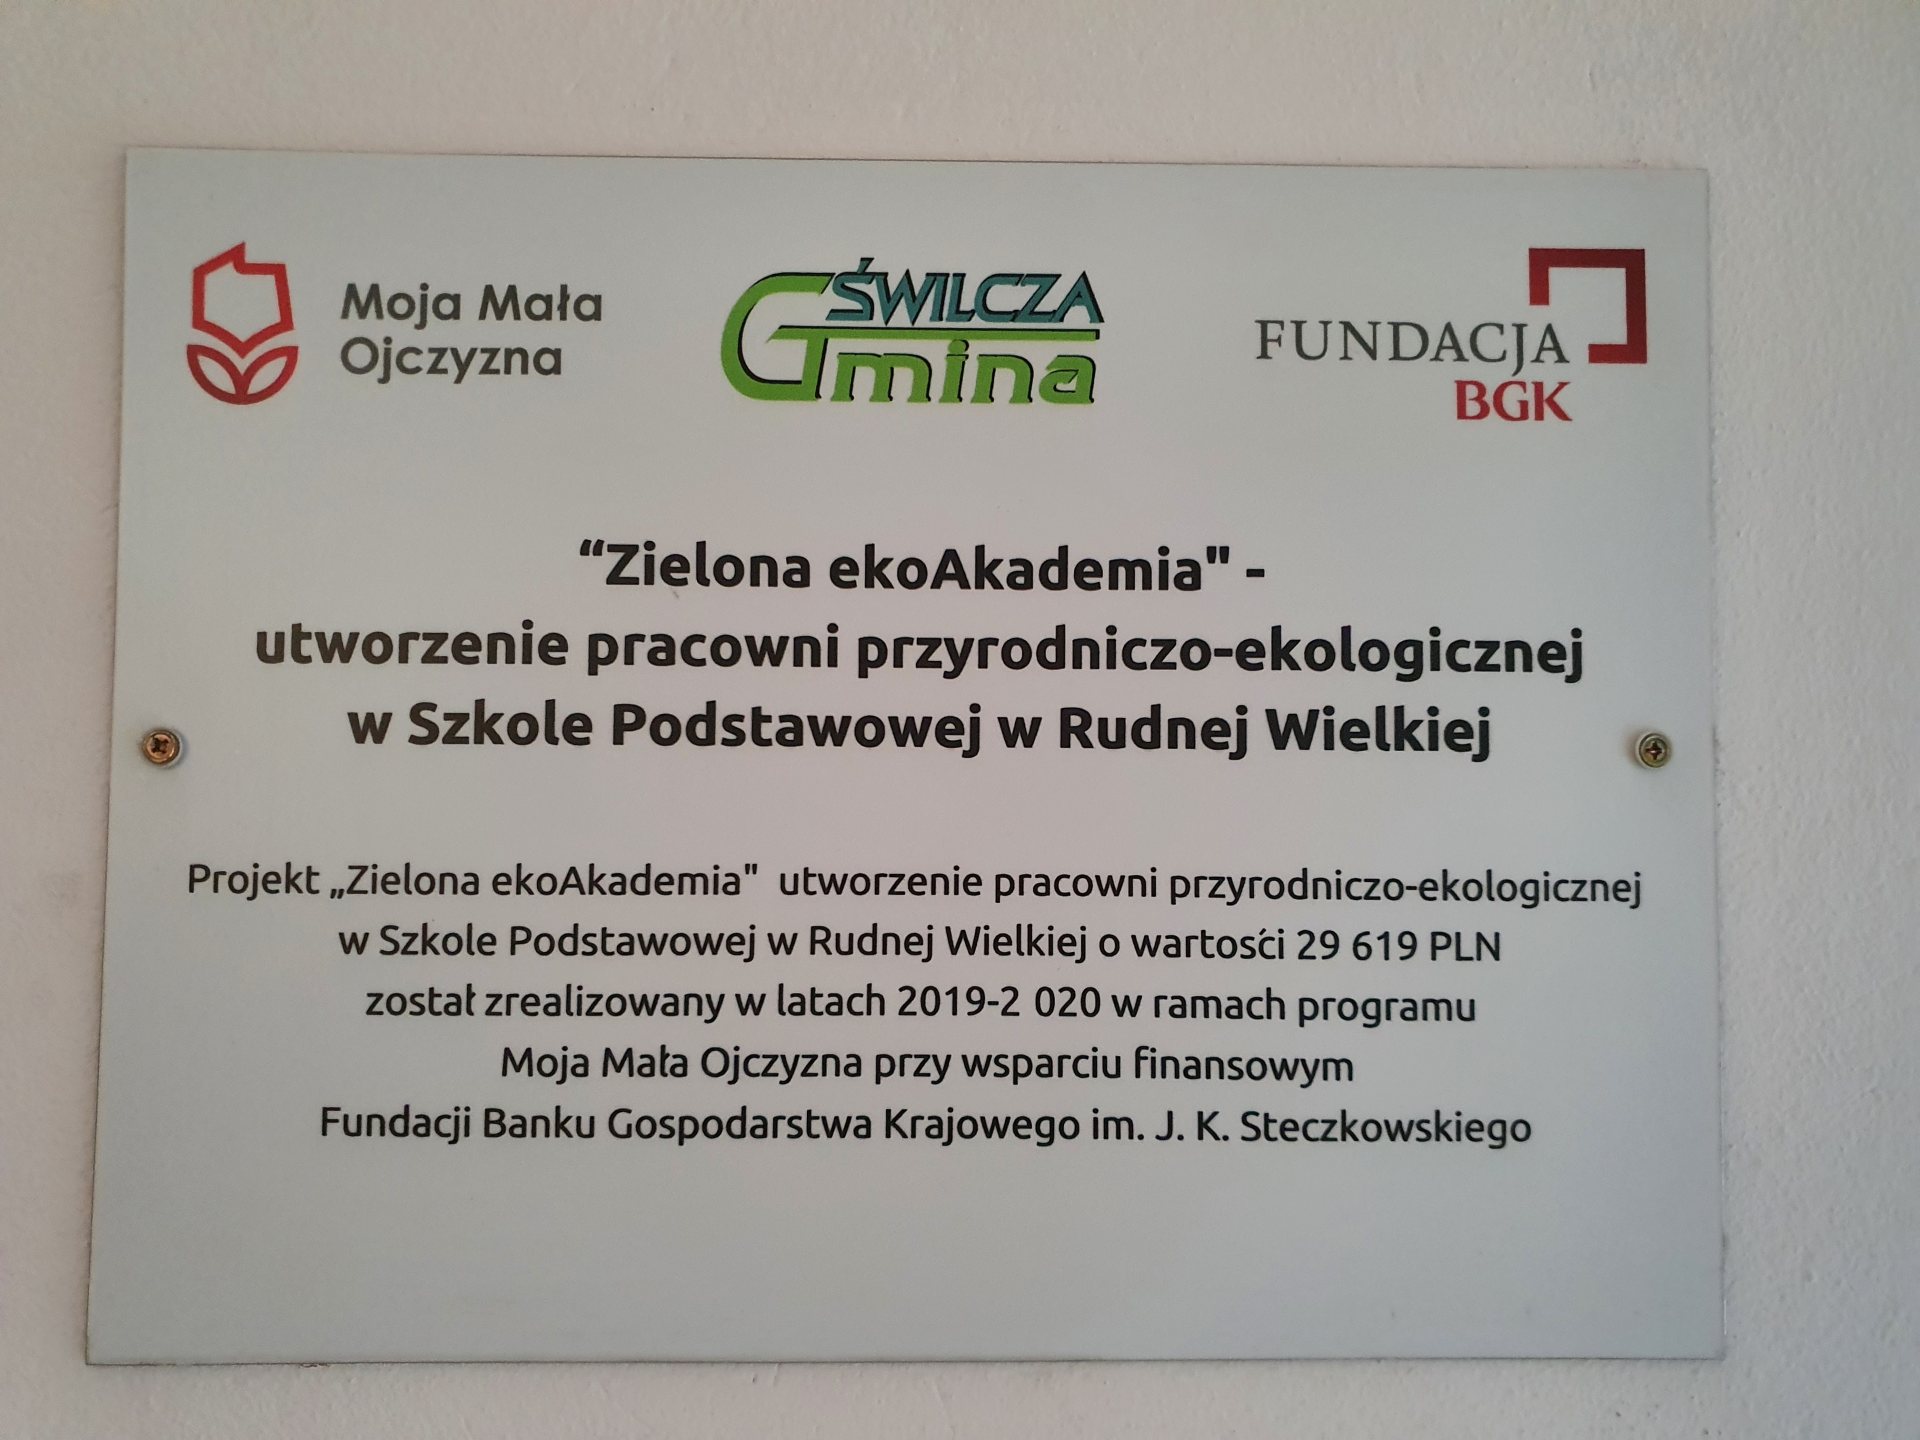 Moja Mała
Ojczyzna
ŚWILCZA
Gmina
FUNDACJA
BGK
“Zielona ekoAkademia" -
utworzenie pracowni przyrodniczo-ekologicznej
w Szkole Podstawowej w Rudnej Wielkiej
Projekt „Zielona ekoAkademia" utworzenie pracowni przyrodniczo-ekologicznej
w Szkole Podstawowej w Rudnej Wielkiej o wartośći 29 619 PLN
został zrealizowany w latach 2019-2 020 w ramach programu
Moja Mała Ojczyzna przy wsparciu finansowym
Fundacji Banku Gospodarstwa Krajowego im. J. K. Steczkowskiego